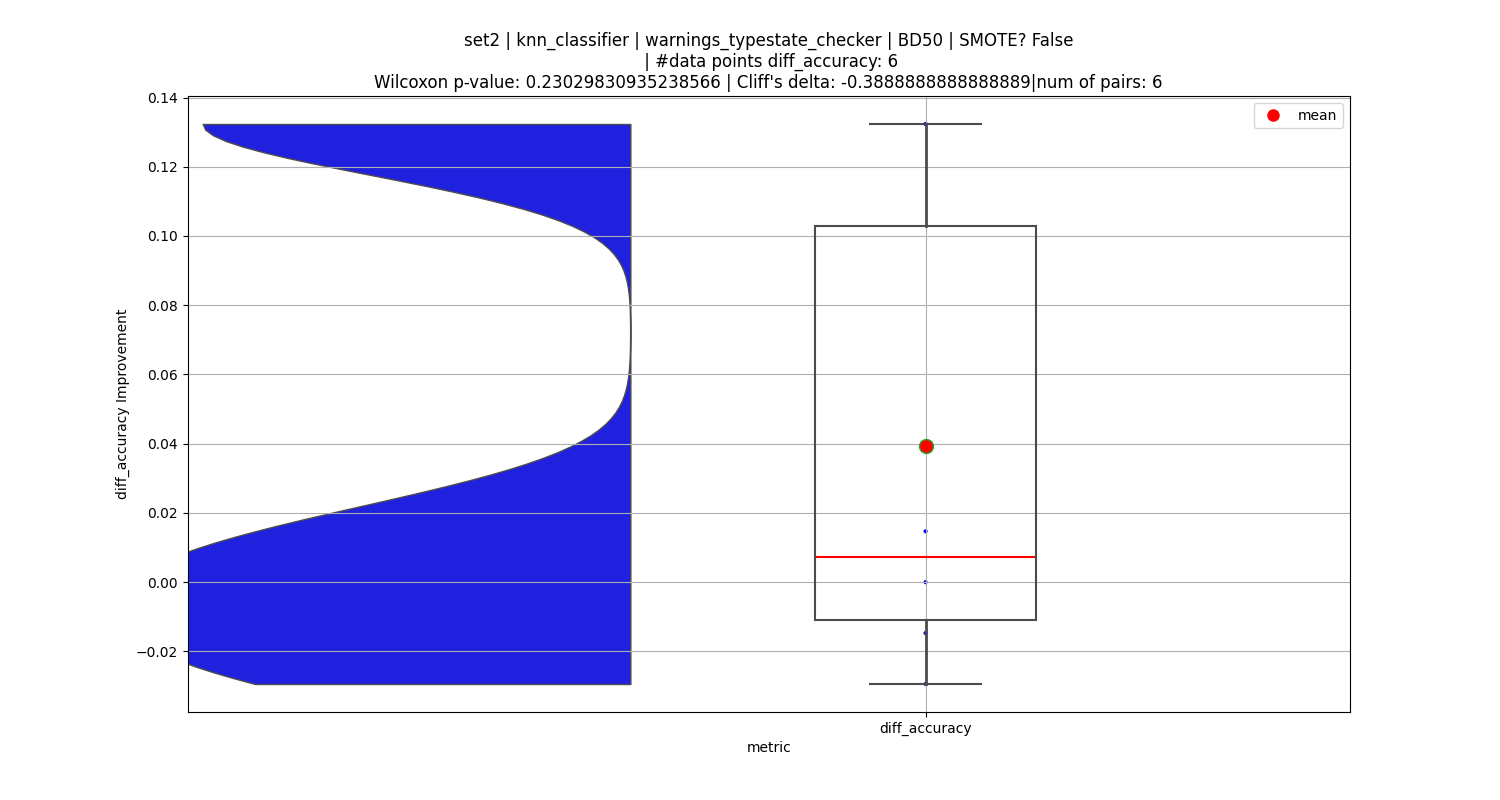 set2 | knn_classifier | warnings_typestate_checker | BD50 | SMOTE? False
| #data points diff_accuracy: 6
Wilcoxon p-value: 0.23029830935238566 | Cliff's delta: -0.3888888888888889|num of pairs: 6
mean
0.14
0.12
0.10
0.08
0.06
0.04
0.02
0.00
−0.02
diff_accuracy Improvement
diff_accuracy
metric